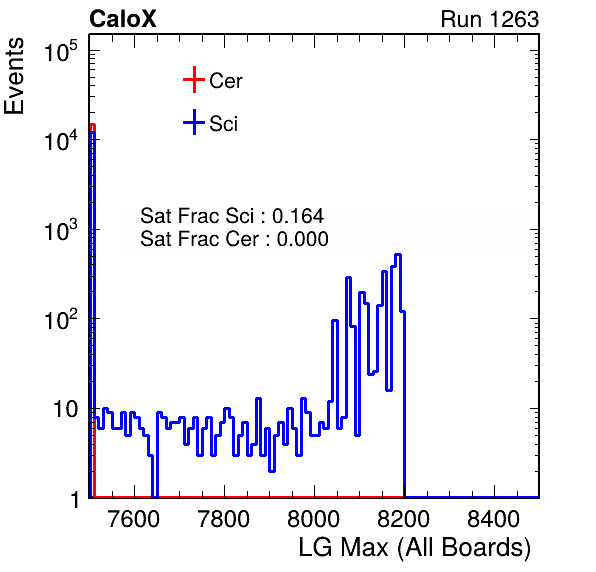 CaloX Run 1263
Events
10^5
10^4
10^3
10^2
10
1
Cer
Sci
Sat Frac Sci : 0.164
Sat Frac Cer : 0.000
7600 7800 8000 8200 8400
LG Max (All Boards)